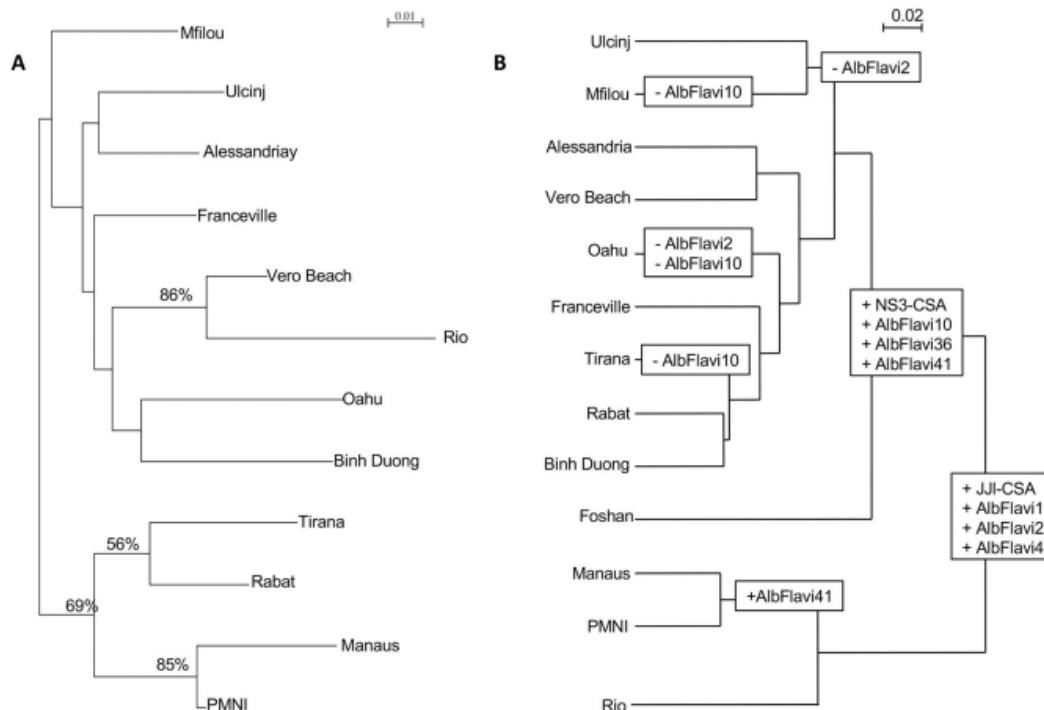 A
0.01
Mfilou
Ulcinj
Alessandriay
Franceville
Vero Beach
86%
Rio
Oahu
Binh Duong
Tirana
56%
Rabat
69%
Manaus
85%
PMNI
B
0.02
Ulcinj
- AlbFlavi2
Mfilou
- AlbFlavi10
Alessandria
Vero Beach
Oahu
- AlbFlavi2
- AlbFlavi10
Franceville
+ NS3-CSA
+ AlbFlavi10
+ AlbFlavi36
+ AlbFlavi41
Tirana
- AlbFlavi10
Rabat
Binh Duong
Foshan
+ JJI-CSA
+ AlbFlavi1
+ AlbFlavi2
+ AlbFlavi4
Manaus
+AlbFlavi41
PMNI
Rio